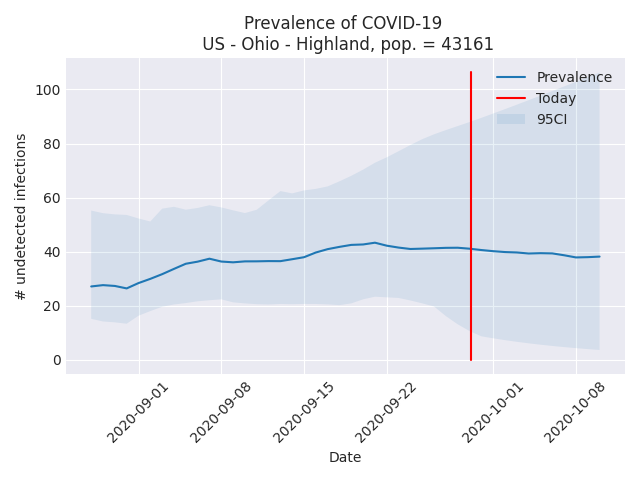 Prevalence of COVID-19
US - Ohio - Highland, pop. = 43161
Prevalence
Today
95CI
# undetected infections
100
80
60
40
20
0
2020-09-01
2020-09-08
2020-09-15
2020-09-22
2020-10-01
2020-10-08
Date